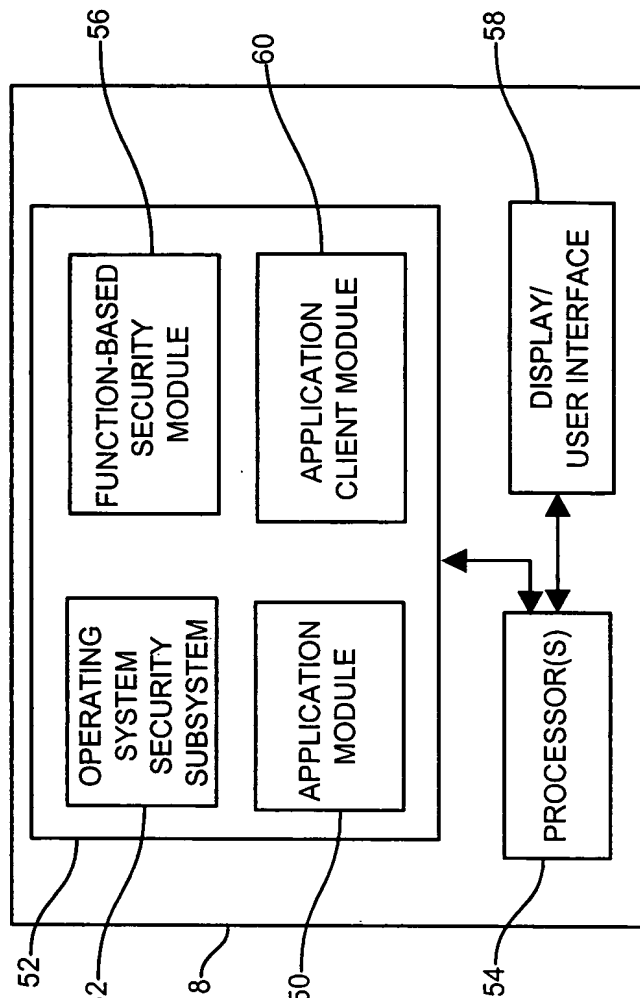 56
60
58
FUNCTION-BASED
SECURITY
MODULE
APPLICATION
CLIENT MODULE
DISPLAY/
USER INTERFACE
OPERATING
SYSTEM
SECURITY
SUBSYSTEM
APPLICATION
MODULE
PROCESSOR(S)
52
2
8
50
54